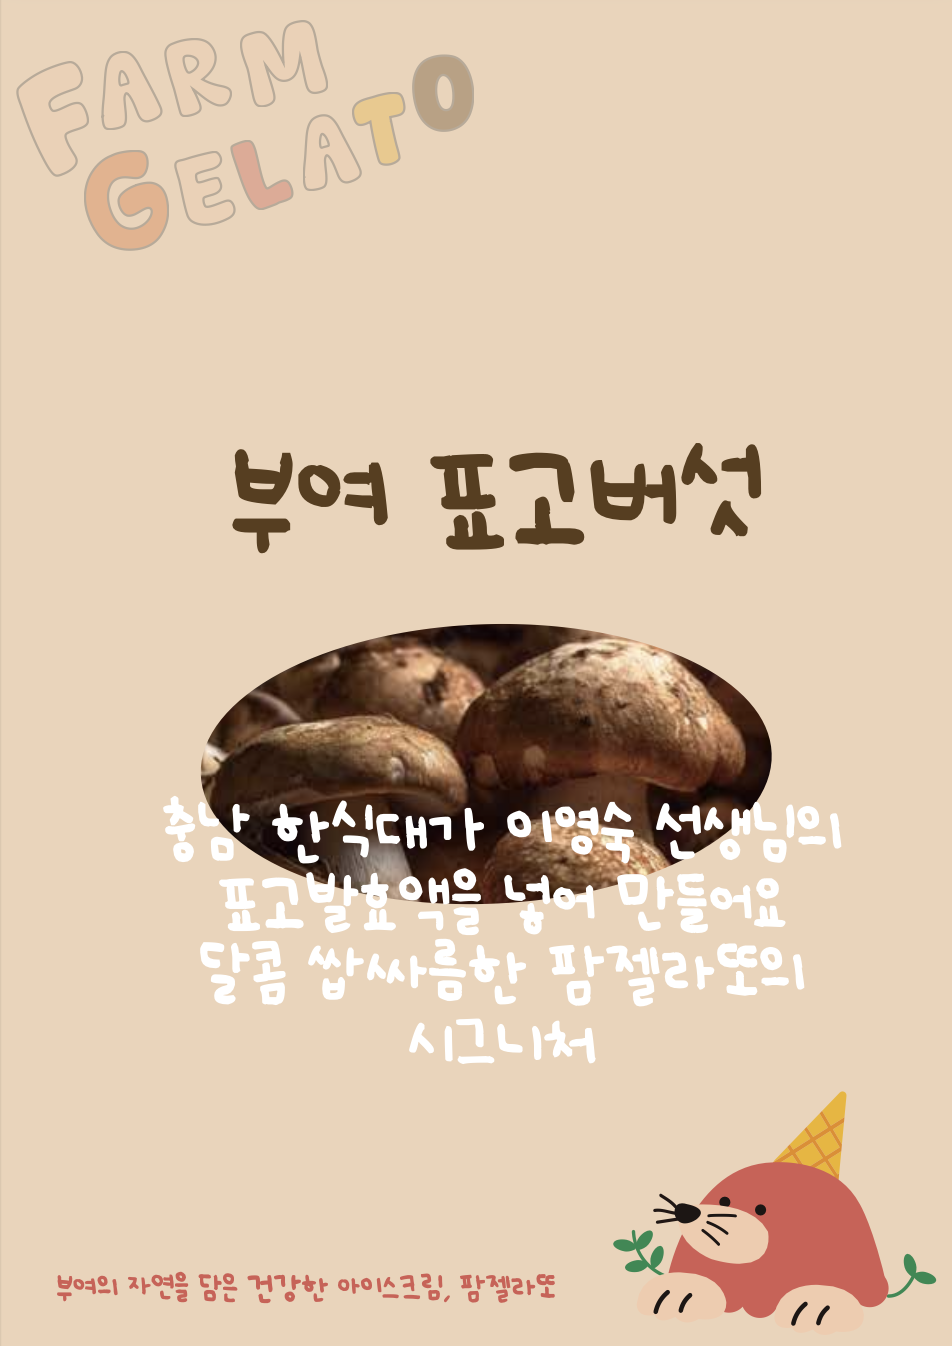 FARM
GELATO
부여 표고버섯
충남 한식대가 이영숙 선생님의
표고발효액을 넣어 만들어요
달콤 쌉싸름한 팜젤라또의
시그니처
부여의 자연을 담은 건강한 아이스크림, 팜젤라또